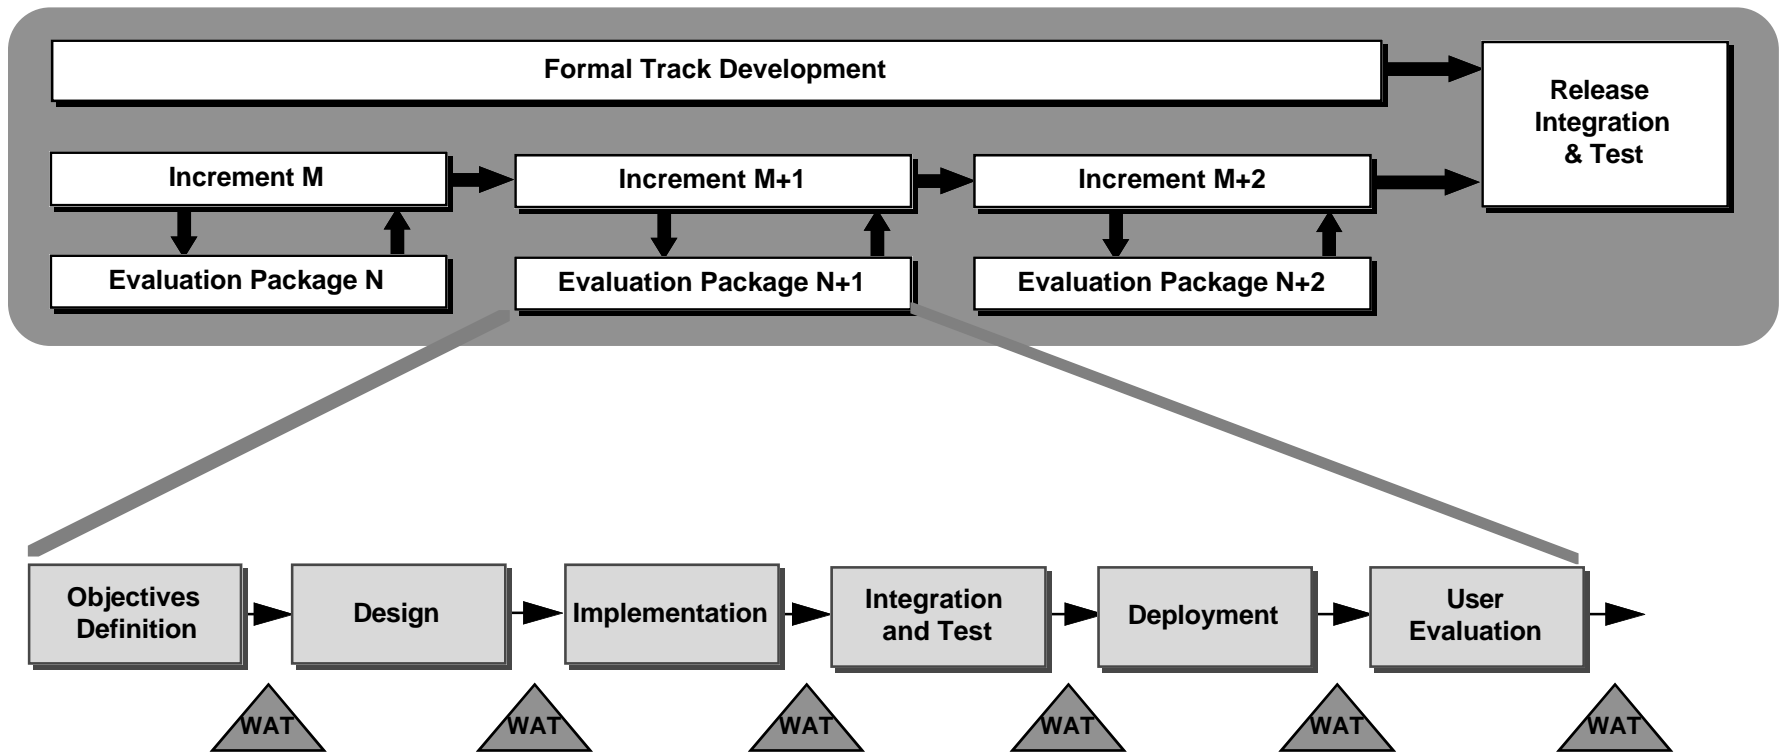 Formal Track Development
Release
Integration
& Test
Increment M
Increment M+1
Increment M+2
Evaluation Package N
Evaluation Package N+1
Evaluation Package N+2
Objectives
Definition
Design
Implementation
Integration
and Test
Deployment
User
Evaluation
WAT
WAT
WAT
WAT
WAT
WAT